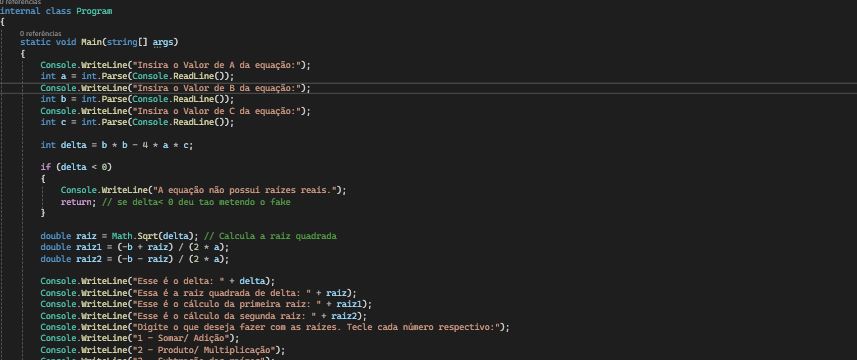 0 referências
internal class Program
{
0 referências
static void Main(string[] args)
{
Console.WriteLine("Insira o Valor de A da equação:");
int a = int.Parse(Console.ReadLine());
Console.WriteLine("Insira o Valor de B da equação:");
int b = int.Parse(Console.ReadLine());
Console.WriteLine("Insira o Valor de C da equação:");
int c = int.Parse(Console.ReadLine());
int delta = b * b - 4 * a * c;
if (delta < 0)
{
Console.WriteLine("A equação não possui raízes reais.");
return; // se delta< 0 deu tao metendo o fake
}
double raiz = Math.Sqrt(delta); // Calcula a raiz quadrada
double raiz1 = (-b + raiz) / (2 * a);
double raiz2 = (-b - raiz) / (2 * a);
Console.WriteLine("Esse é o delta: " + delta);
Console.WriteLine("Essa é a raiz quadrada de delta: " + raiz);
Console.WriteLine("Esse é o cálculo da primeira raiz: " + raiz1);
Console.WriteLine("Esse é o cálculo da segunda raiz: " + raiz2);
Console.WriteLine("Digite o que deseja fazer com as raízes. Tecle cada número respectivo:");
Console.WriteLine("1 - Somar/ Adição");
Console.WriteLine("2 - Produto/ Multiplicação");